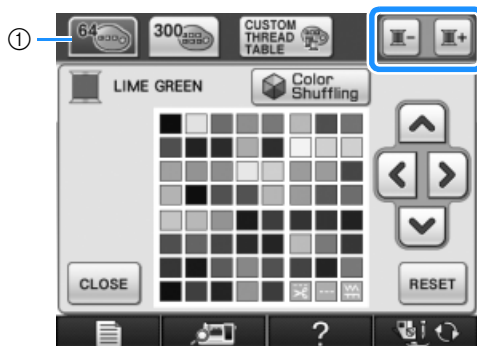 ①
64
300
CUSTOM
THREAD
TABLE
LIME GREEN
Color
Shuffling
CLOSE
RESET
?